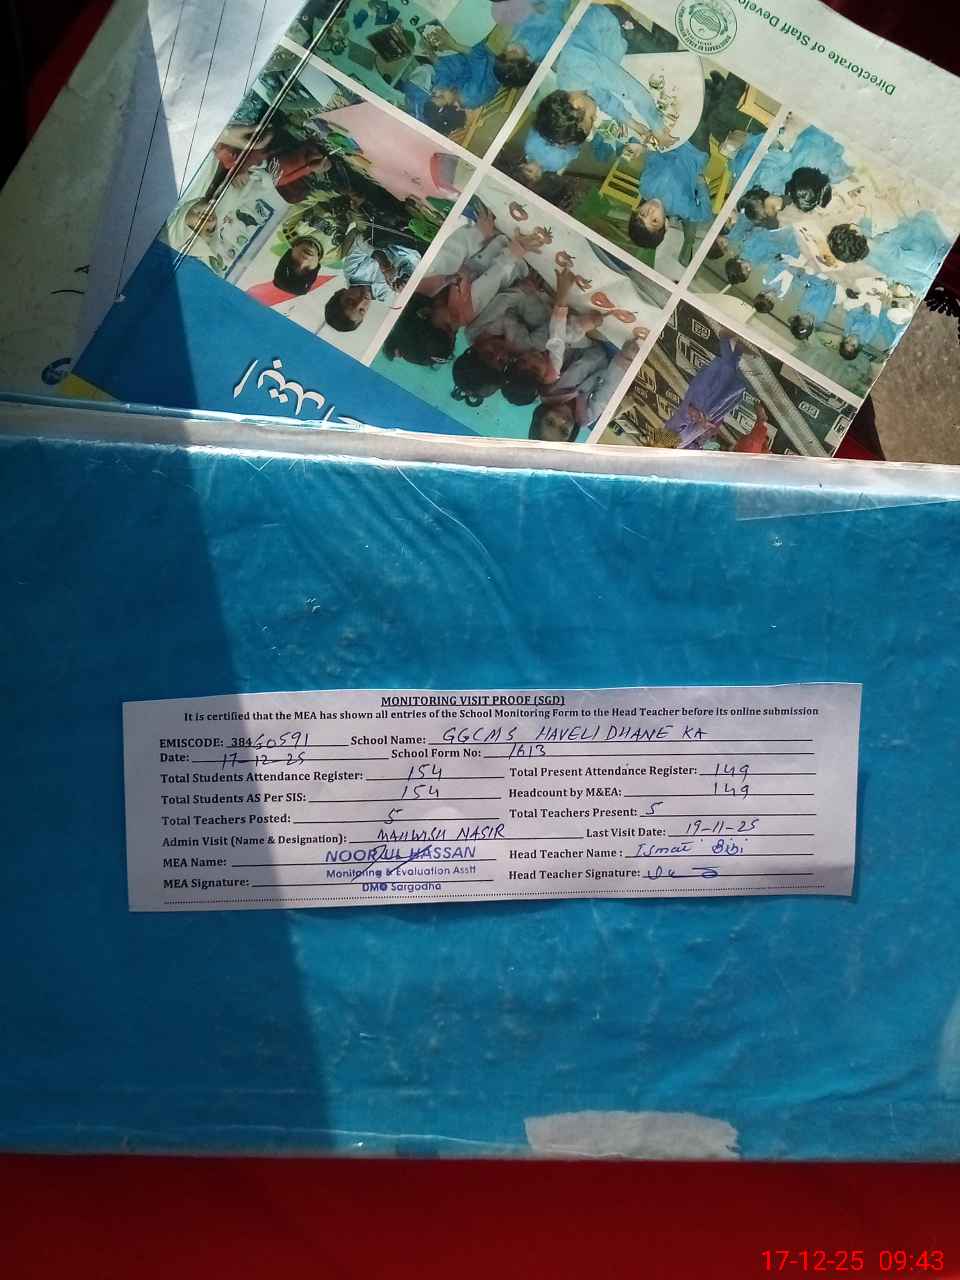 Directorate of Staff Develo
MONITORING VISIT PROOF (SGD)
It is certified that the MEA has shown all entries of the School Monitoring Form to the Head Teacher before its online submission
EMISCODE: 38460591 School Name: GGCMS HAVELI DHANE KA
Date: 17-12-25 School Form No: 1613
Total Students Attendance Register: 154 Total Present Attendance Register: 149
Total Students AS Per SIS: 154 Headcount by M&EA: 149
Total Teachers Posted: 5 Total Teachers Present: 5
Admin Visit (Name & Designation): MAHWISH NASIR Last Visit Date: 19-11-25
MEA Name: NOOR UL HASSAN Head Teacher Name: Ismat Bibi
Monitoring & Evaluation Asstt
MEA Signature: Head Teacher Signature:
DMO Sargodha
17-12-25 09:43